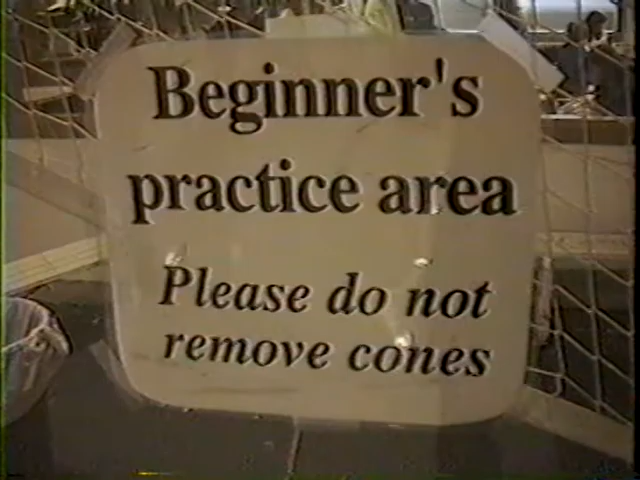 Beginner's
practice area
Please do not
remove cones